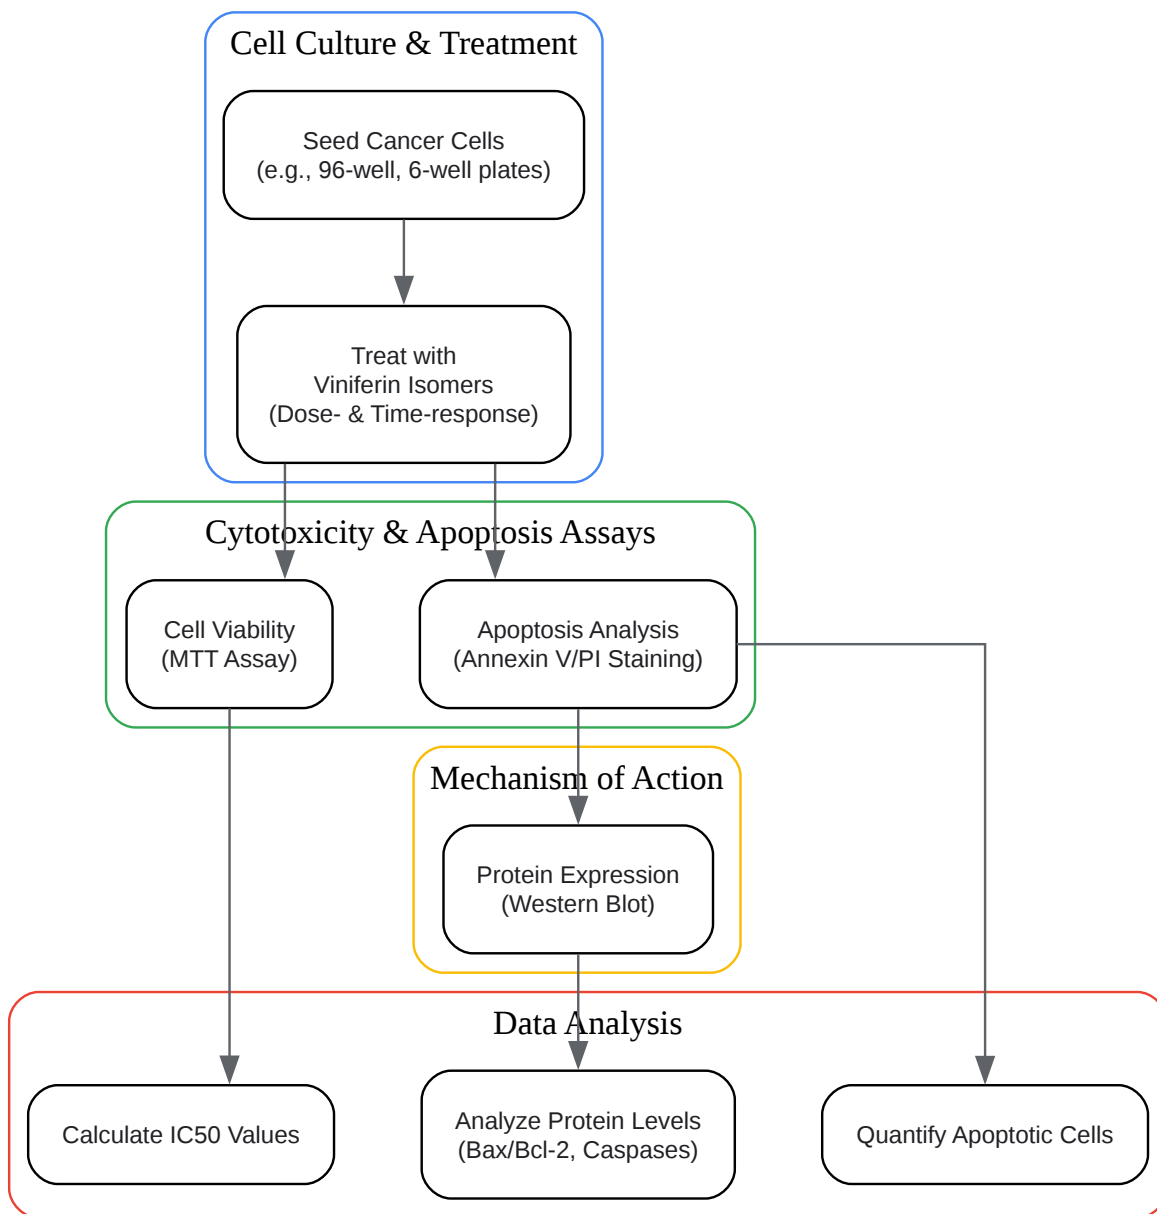 Cell Culture & Treatment
Seed Cancer Cells
(e.g., 96-well, 6-well plates)
Treat with
Viniferin Isomers
(Dose- & Time-response)
Cytotoxicity & Apoptosis Assays
Cell Viability
(MTT Assay)
Apoptosis Analysis
(Annexin V/PI Staining)
Mechanism of Action
Protein Expression
(Western Blot)
Data Analysis
Calculate IC50 Values
Analyze Protein Levels
(Bax/Bcl-2, Caspases)
Quantify Apoptotic Cells